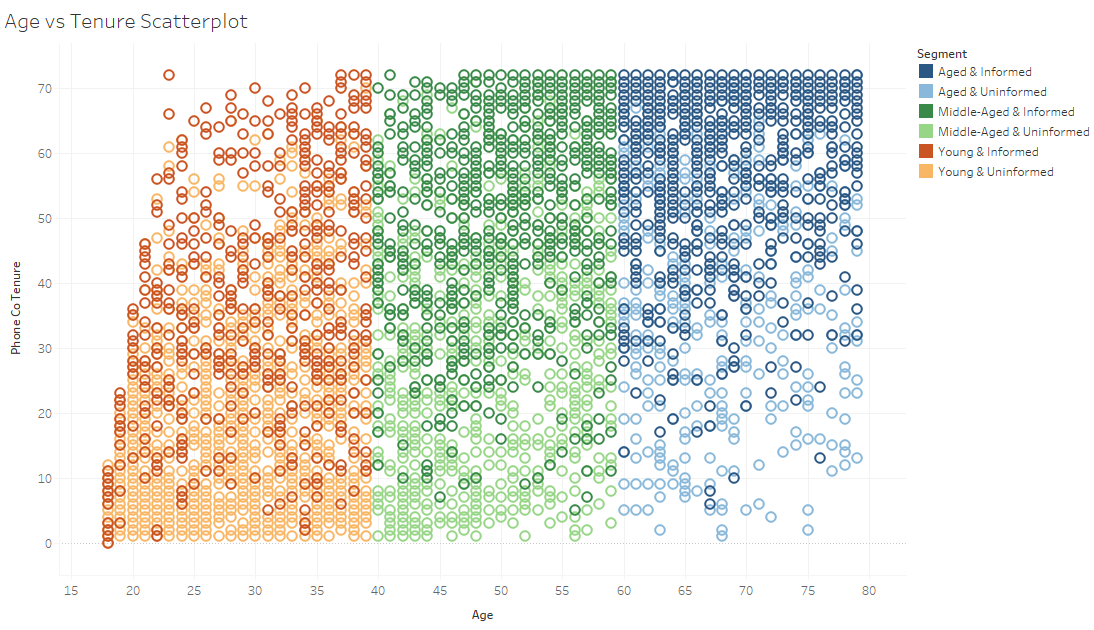 Age vs Tenure Scatterplot
Segment
Aged & Informed
Aged & Uninformed
Middle-Aged & Informed
Middle-Aged & Uninformed
Young & Informed
Young & Uninformed
Phone Co Tenure
70
60
50
40
30
20
10
0
15 20 25 30 35 40 45 50 55 60 65 70 75 80
Age